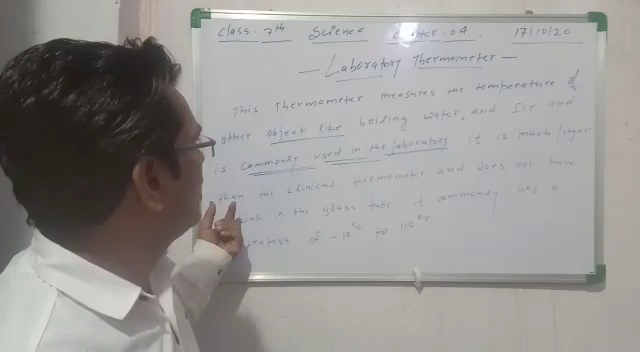 Class. 7th Science Chapter. 04. 17/10/20
— Laboratory Thermometer —
This Thermometer measures the temperature of
other object like boiding water, and Ice and
is commonly used in the laboratory it is much longer
than the clinical thermometer and does not have
in the glass tube it commonly has a
of -10°C to 110°C